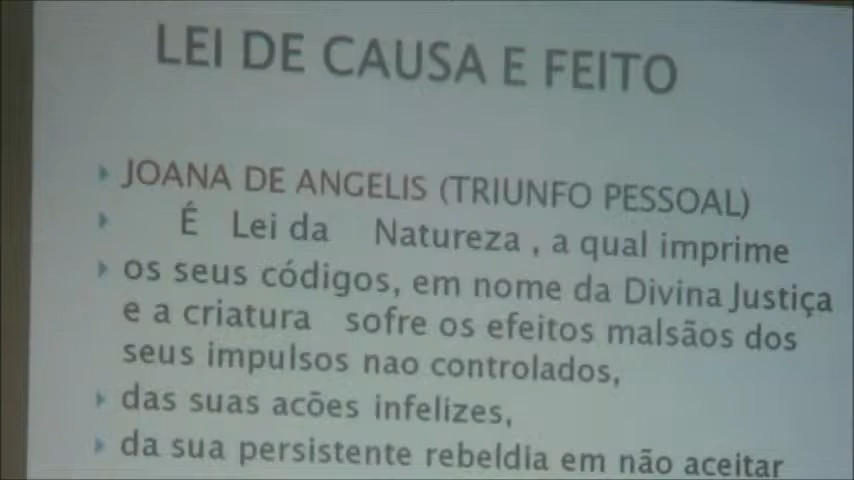 LEI DE CAUSA E FEITO
JOANA DE ANGELIS (TRIUNFO PESSOAL)
É Lei da Natureza , a qual imprime
os seus códigos, em nome da Divina Justiça
e a criatura sofre os efeitos malsãos dos
seus impulsos nao controlados,
das suas acões infelizes,
da sua persistente rebeldia em não aceitar